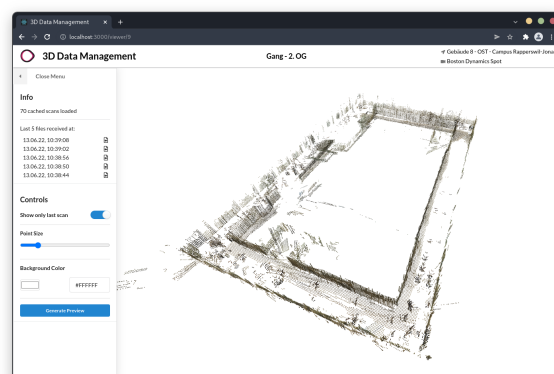 3D Data Management
localhost:3000/viewer/9
3D Data Management
Gang - 2. OG
Gebäude 8 - OST - Campus Rapperswil-Jona
Boston Dynamics Spot
Close Menu
Info
70 cached scans loaded
Last 5 files received at:
13.06.22, 10:39:08
13.06.22, 10:39:02
13.06.22, 10:38:56
13.06.22, 10:38:50
13.06.22, 10:38:44
Controls
Show only last scan
Point Size
Background Color
#FFFFFF
Generate Preview